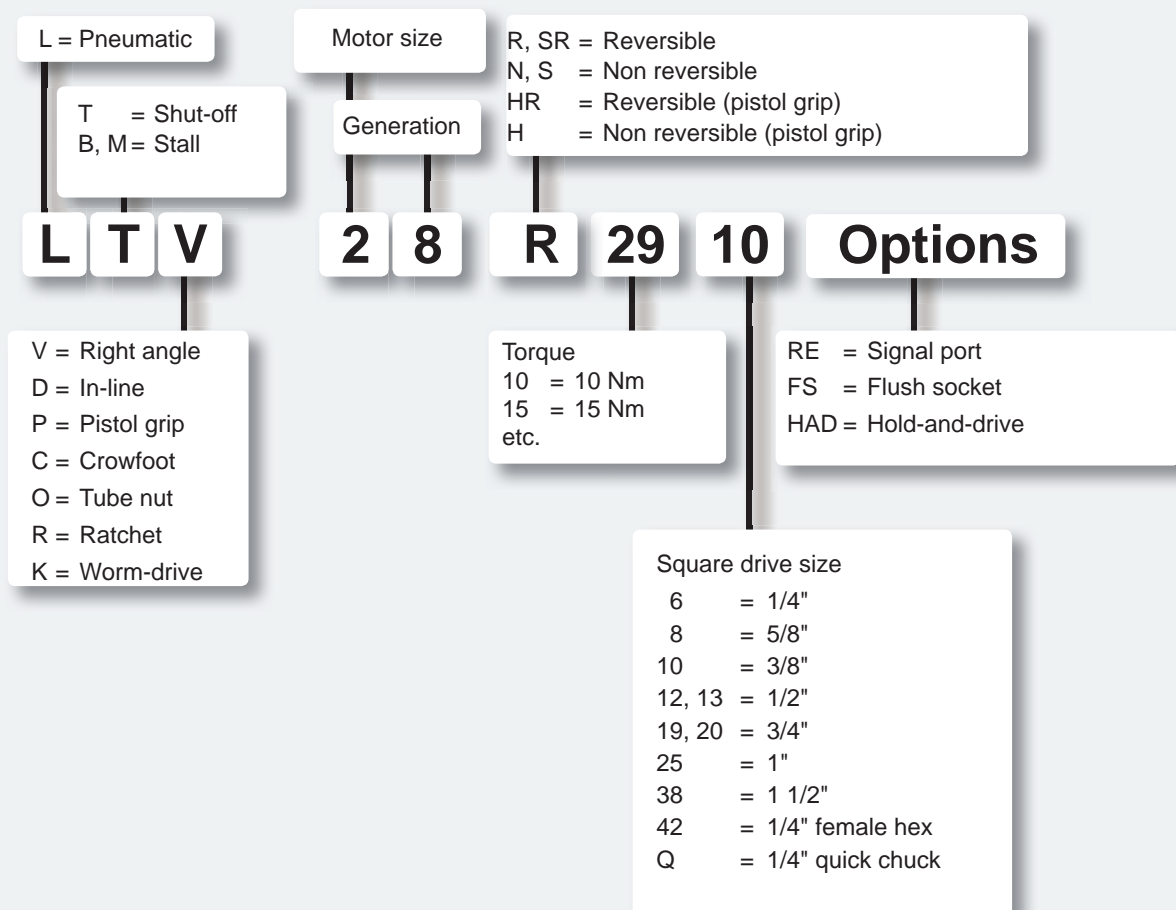 L = Pneumatic
T = Shut-off
B, M = Stall
Motor size
Generation
R, SR = Reversible
N, S = Non reversible
HR = Reversible (pistol grip)
H = Non reversible (pistol grip)
L T V 2 8 R 29 10 Options
V = Right angle
D = In-line
P = Pistol grip
C = Crowfoot
O = Tube nut
R = Ratchet
K = Worm-drive
Torque
10 = 10 Nm
15 = 15 Nm
etc.
RE = Signal port
FS = Flush socket
HAD = Hold-and-drive
Square drive size
6 = 1/4"
8 = 5/8"
10 = 3/8"
12, 13 = 1/2"
19, 20 = 3/4"
25 = 1"
38 = 1 1/2"
42 = 1/4" female hex
Q = 1/4" quick chuck